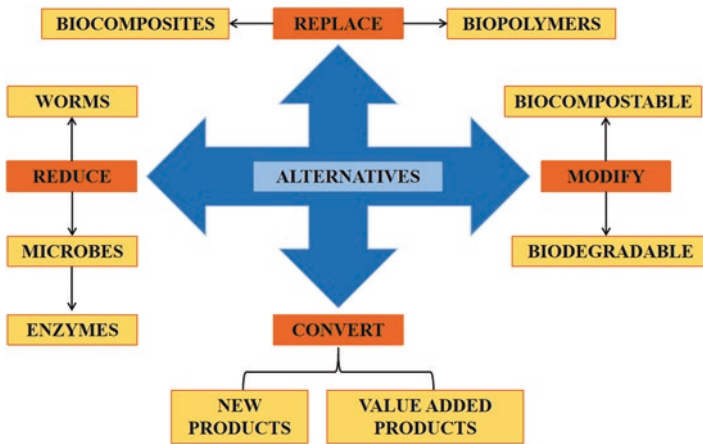 BIOCOMPOSITES
REPLACE
BIOPOLYMERS
WORMS
BIOCOMPOSTABLE
REDUCE
ALTERNATIVES
MODIFY
MICROBES
BIODEGRADABLE
ENZYMES
CONVERT
NEW
PRODUCTS
VALUE ADDED
PRODUCTS